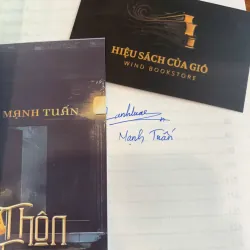 HIỆU SÁCH CỦA GIÓ
WIND BOOKSTORE
MẠNH TUẤN
Mạnh Tuấn
Thôn